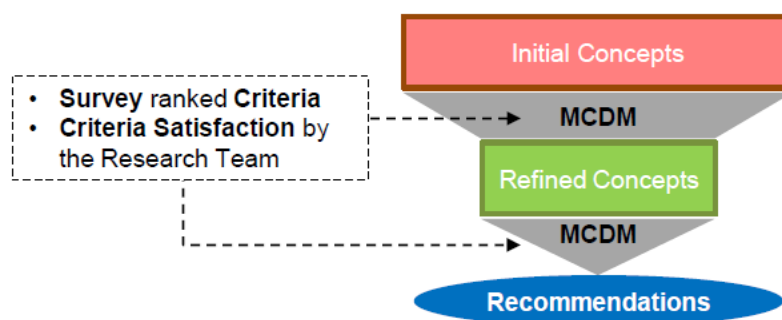 Initial Concepts
• Survey ranked Criteria
• Criteria Satisfaction by
the Research Team
MCDM
Refined Concepts
MCDM
Recommendations